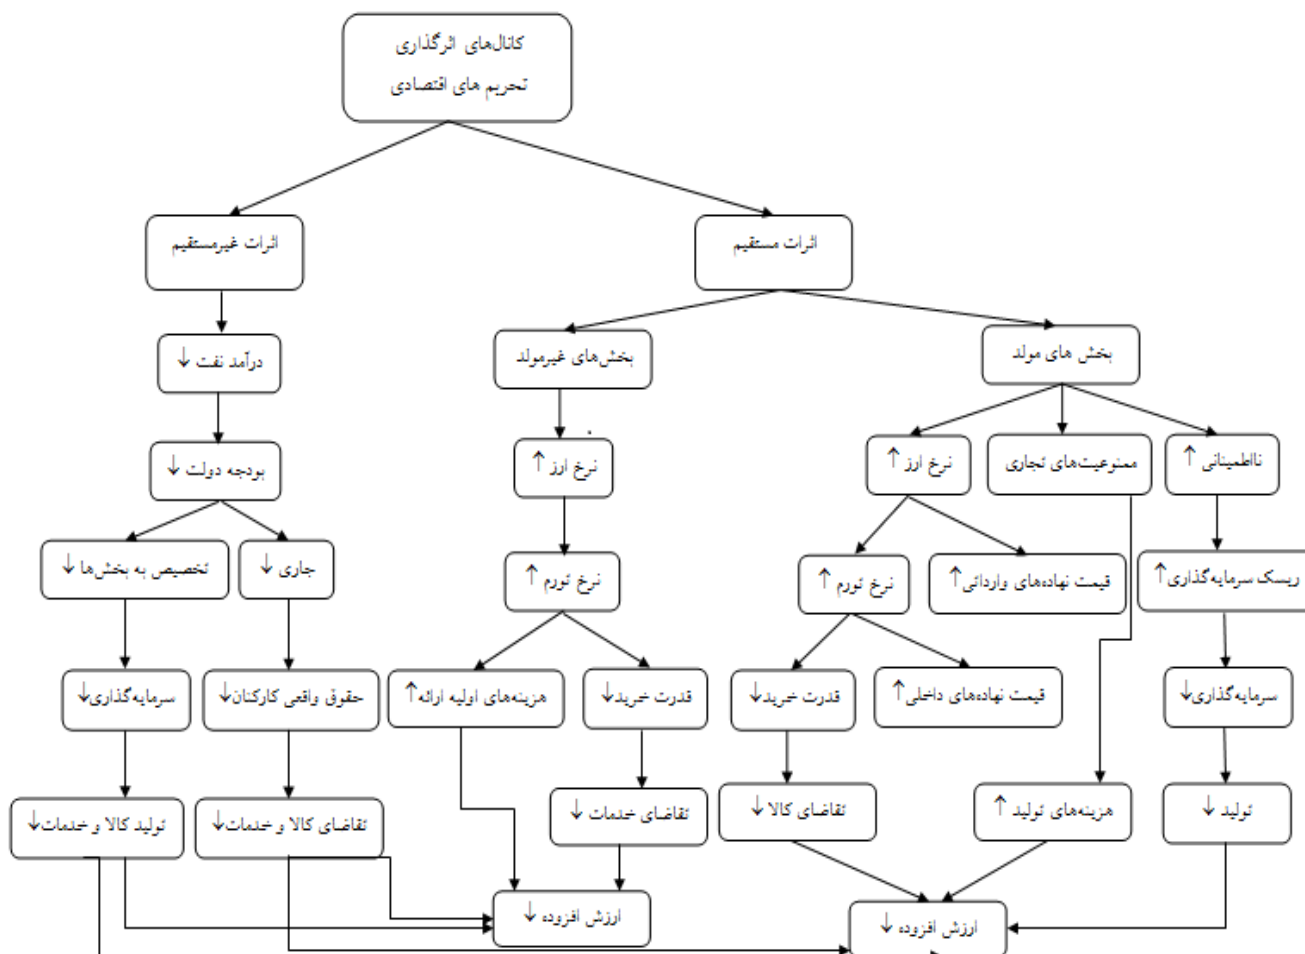 کانال‌های اثرگذاری
تحریم های اقتصادی
اثرات مستقیم
اثرات غیرمستقیم
بخش های مولد
بخش‌های غیرمولد
درآمد نفت ↓
نااطمینانی ↑
ممنوعیت‌های تجاری
نرخ ارز ↑
نرخ ارز ↑
بودجه دولت ↓
ریسک سرمایه‌گذاری↑
قیمت نهاده‌های وارداتی↑
نرخ تورم ↑
نرخ تورم ↑
جاری ↓
تخصیص به بخش‌ها ↓
سرمایه‌گذاری↓
قیمت نهاده‌های داخلی↑
قدرت خرید↓
قدرت خرید↓
هزینه‌های اولیه ارائه ↑
حقوق واقعی کارکنان↓
سرمایه‌گذاری↓
تولید ↓
هزینه‌های تولید ↑
تقاضای کالا ↓
تقاضای خدمات ↓
تقاضای کالا و خدمات↓
تولید کالا و خدمات↓
ارزش افزوده ↓
ارزش افزوده ↓